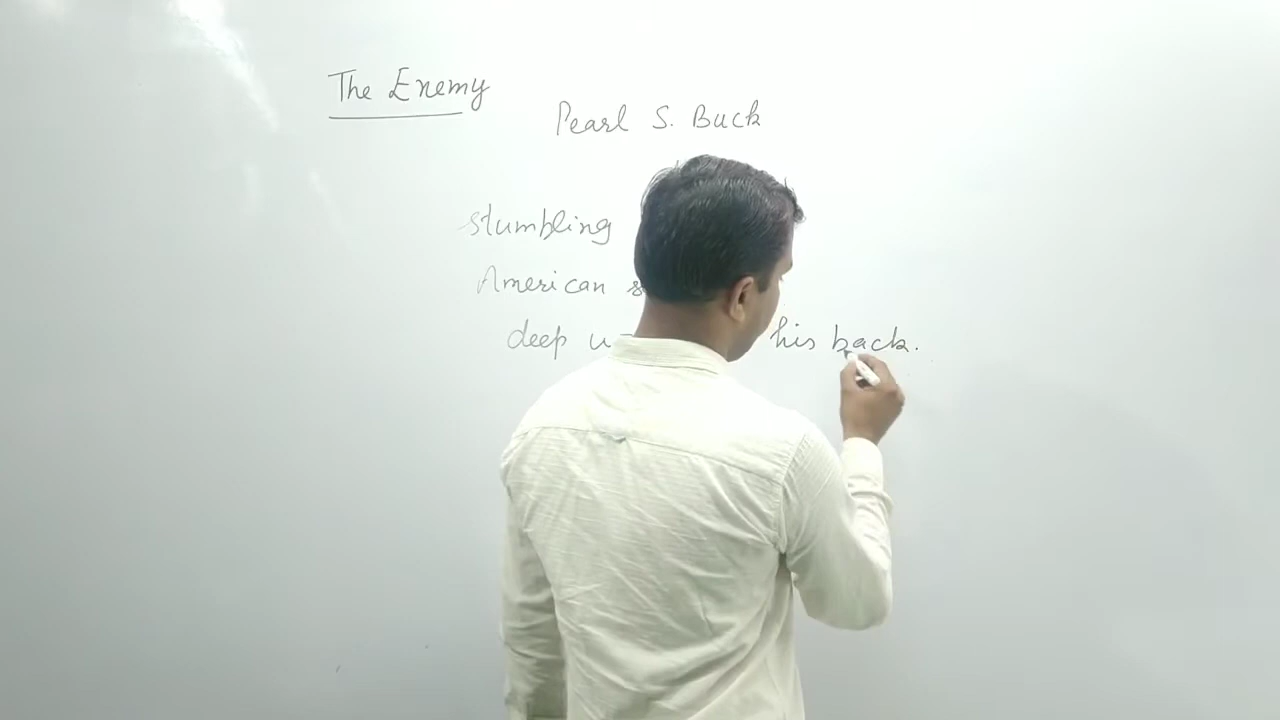 The Enemy
Pearl S. Buck
stumbling
American
deep his back.